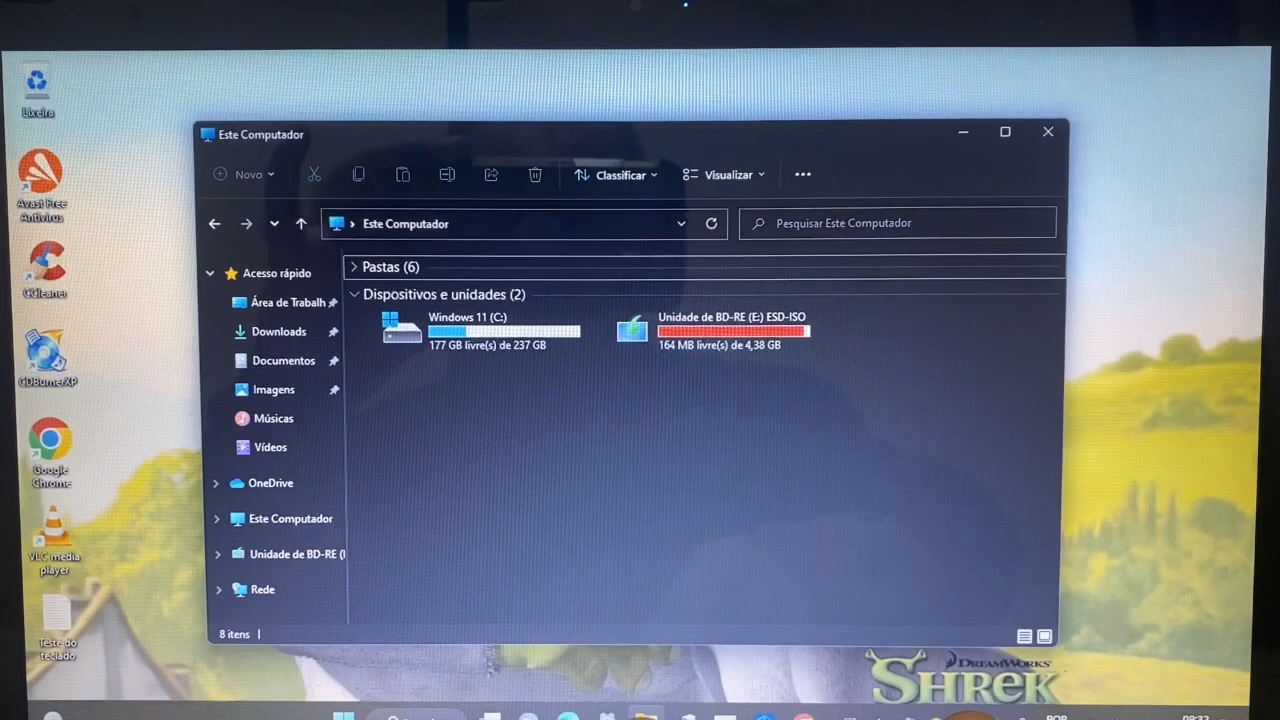 Lixeira
Avast Free
Antivirus
CCleaner
CDBurnerXP
Google
Chrome
VLC media
player
Teste do
teclado
Este Computador
Novo
Classificar
Visualizar
Este Computador
Pesquisar Este Computador
Acesso rápido
Área de Trabalh
Downloads
Documentos
Imagens
Músicas
Vídeos
OneDrive
Este Computador
Unidade de BD-RE (
Rede
Pastas (6)
Dispositivos e unidades (2)
Windows 11 (C:)
177 GB livre(s) de 237 GB
Unidade de BD-RE (E:) ESD-ISO
164 MB livre(s) de 4,38 GB
8 itens
DREAMWORKS
SHREK
POR
09:32